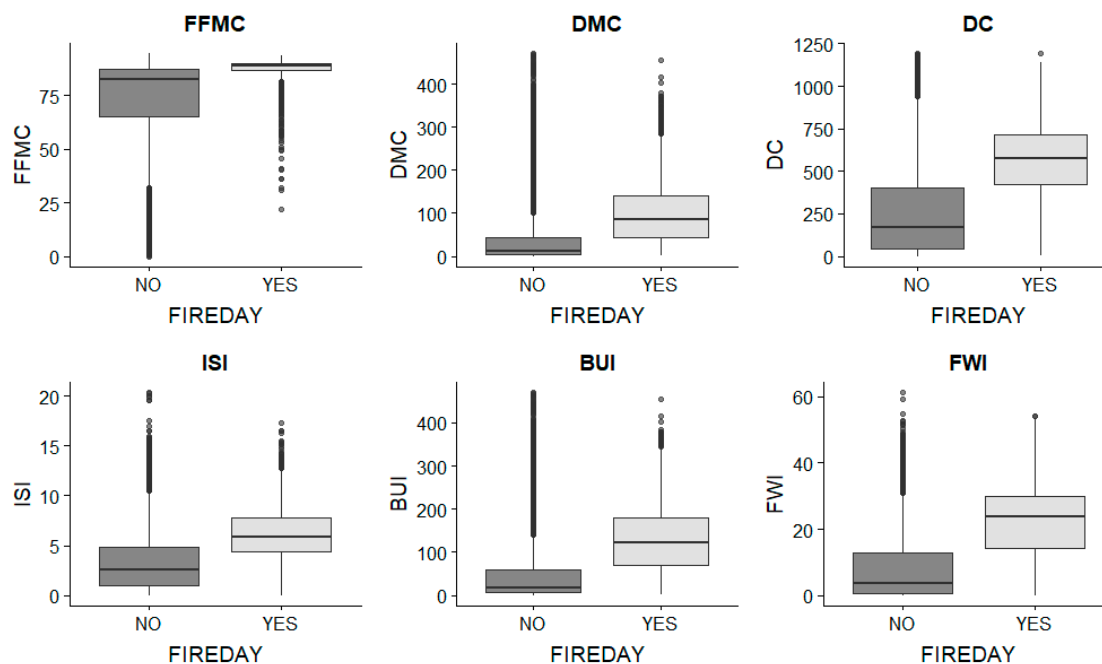 FFMC
DMC
DC
FFMC
75
50
25
0
NO YES
FIREDAY
DMC
400
300
200
100
0
NO YES
FIREDAY
DC
1250
1000
750
500
250
0
NO YES
FIREDAY
ISI
BUI
FWI
ISI
20
15
10
5
0
NO YES
FIREDAY
BUI
400
300
200
100
0
NO YES
FIREDAY
FWI
60
40
20
0
NO YES
FIREDAY